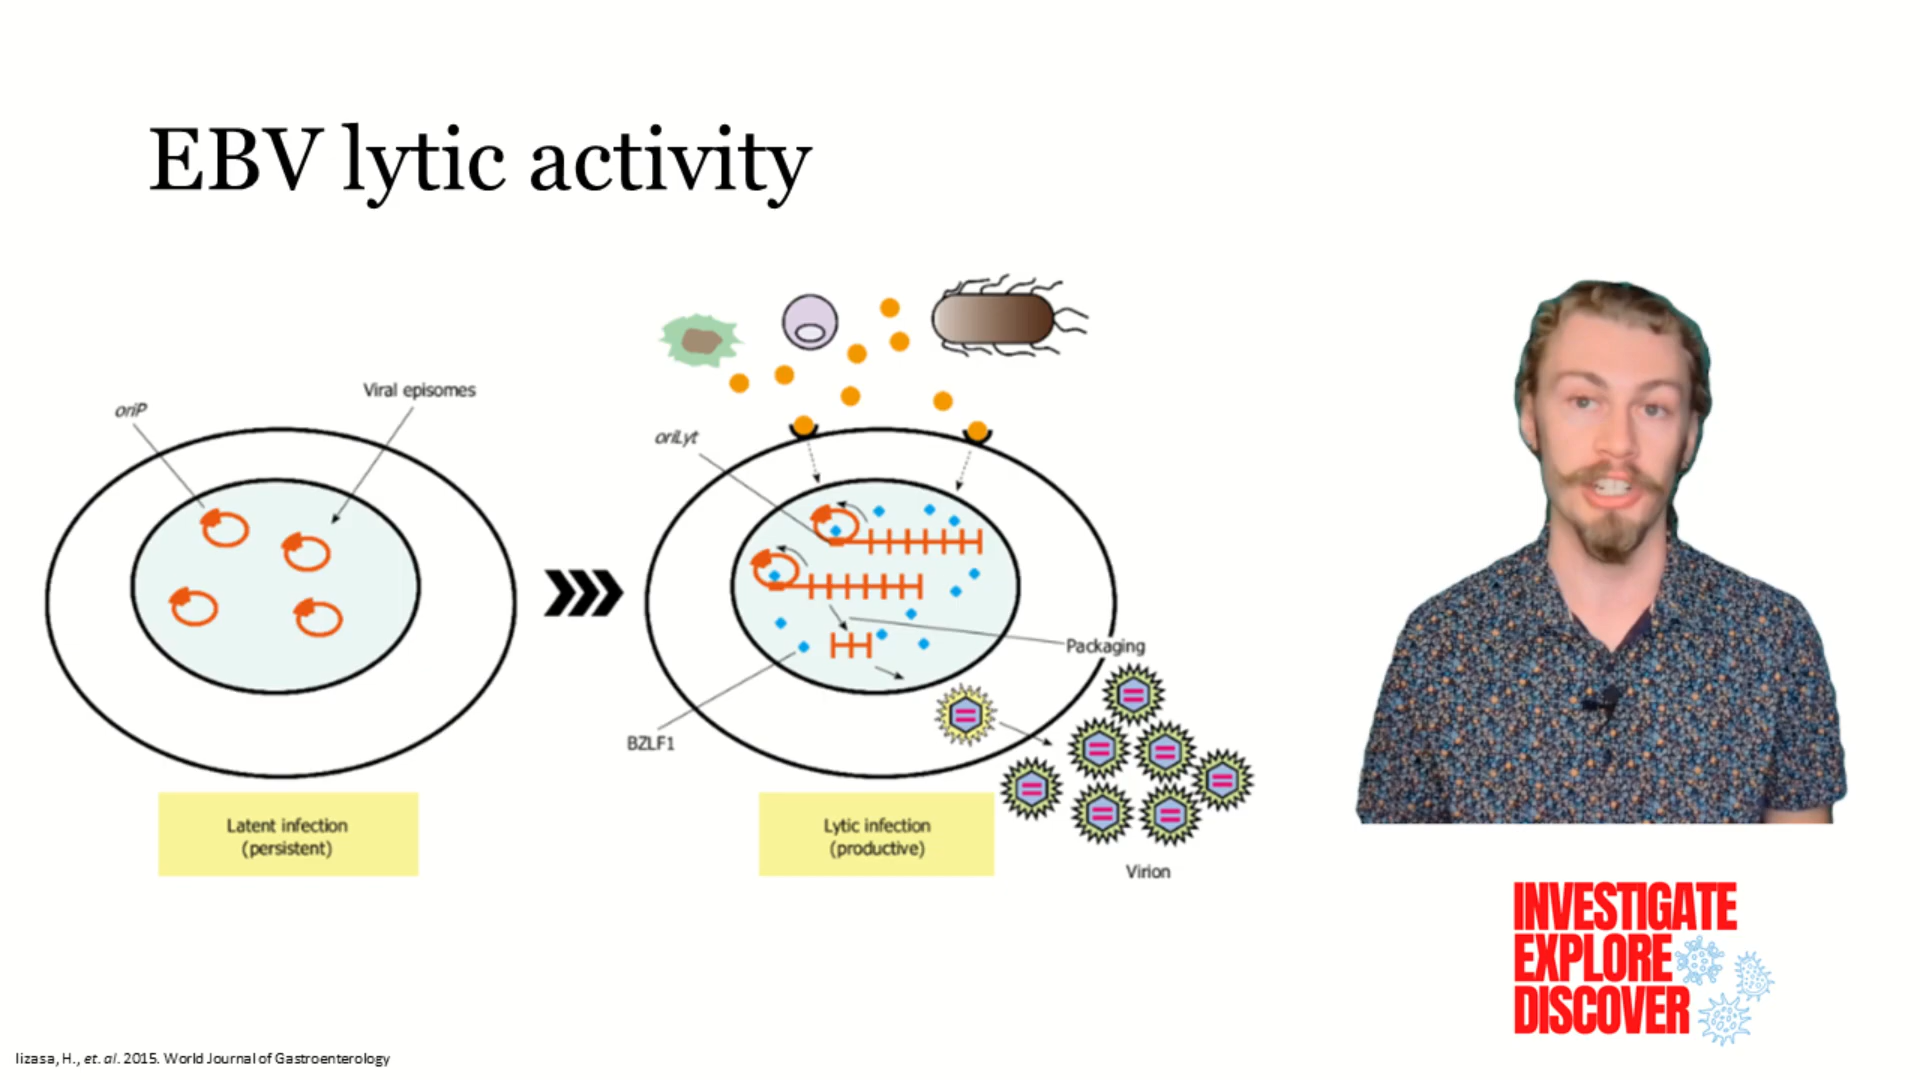 EBV lytic activity
oriP
Viral episomes
oriLyt
Packaging
BZLF1
Latent infection
(persistent)
Lytic infection
(productive)
Virion
INVESTIGATE
EXPLORE
DISCOVER
Iizasa, H., et. al. 2015. World Journal of Gastroenterology